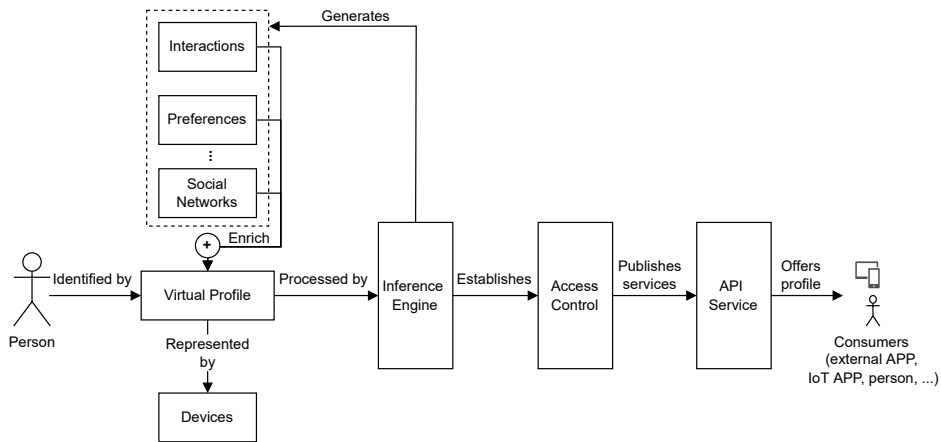 Generates
Interactions
Preferences
...
Social
Networks
+
Enrich
Person
Identified by
Virtual Profile
Processed by
Inference
Engine
Establishes
Access
Control
Publishes
services
API
Service
Offers
profile
Consumers
(external APP,
IoT APP, person, ...)
Represented
by
Devices